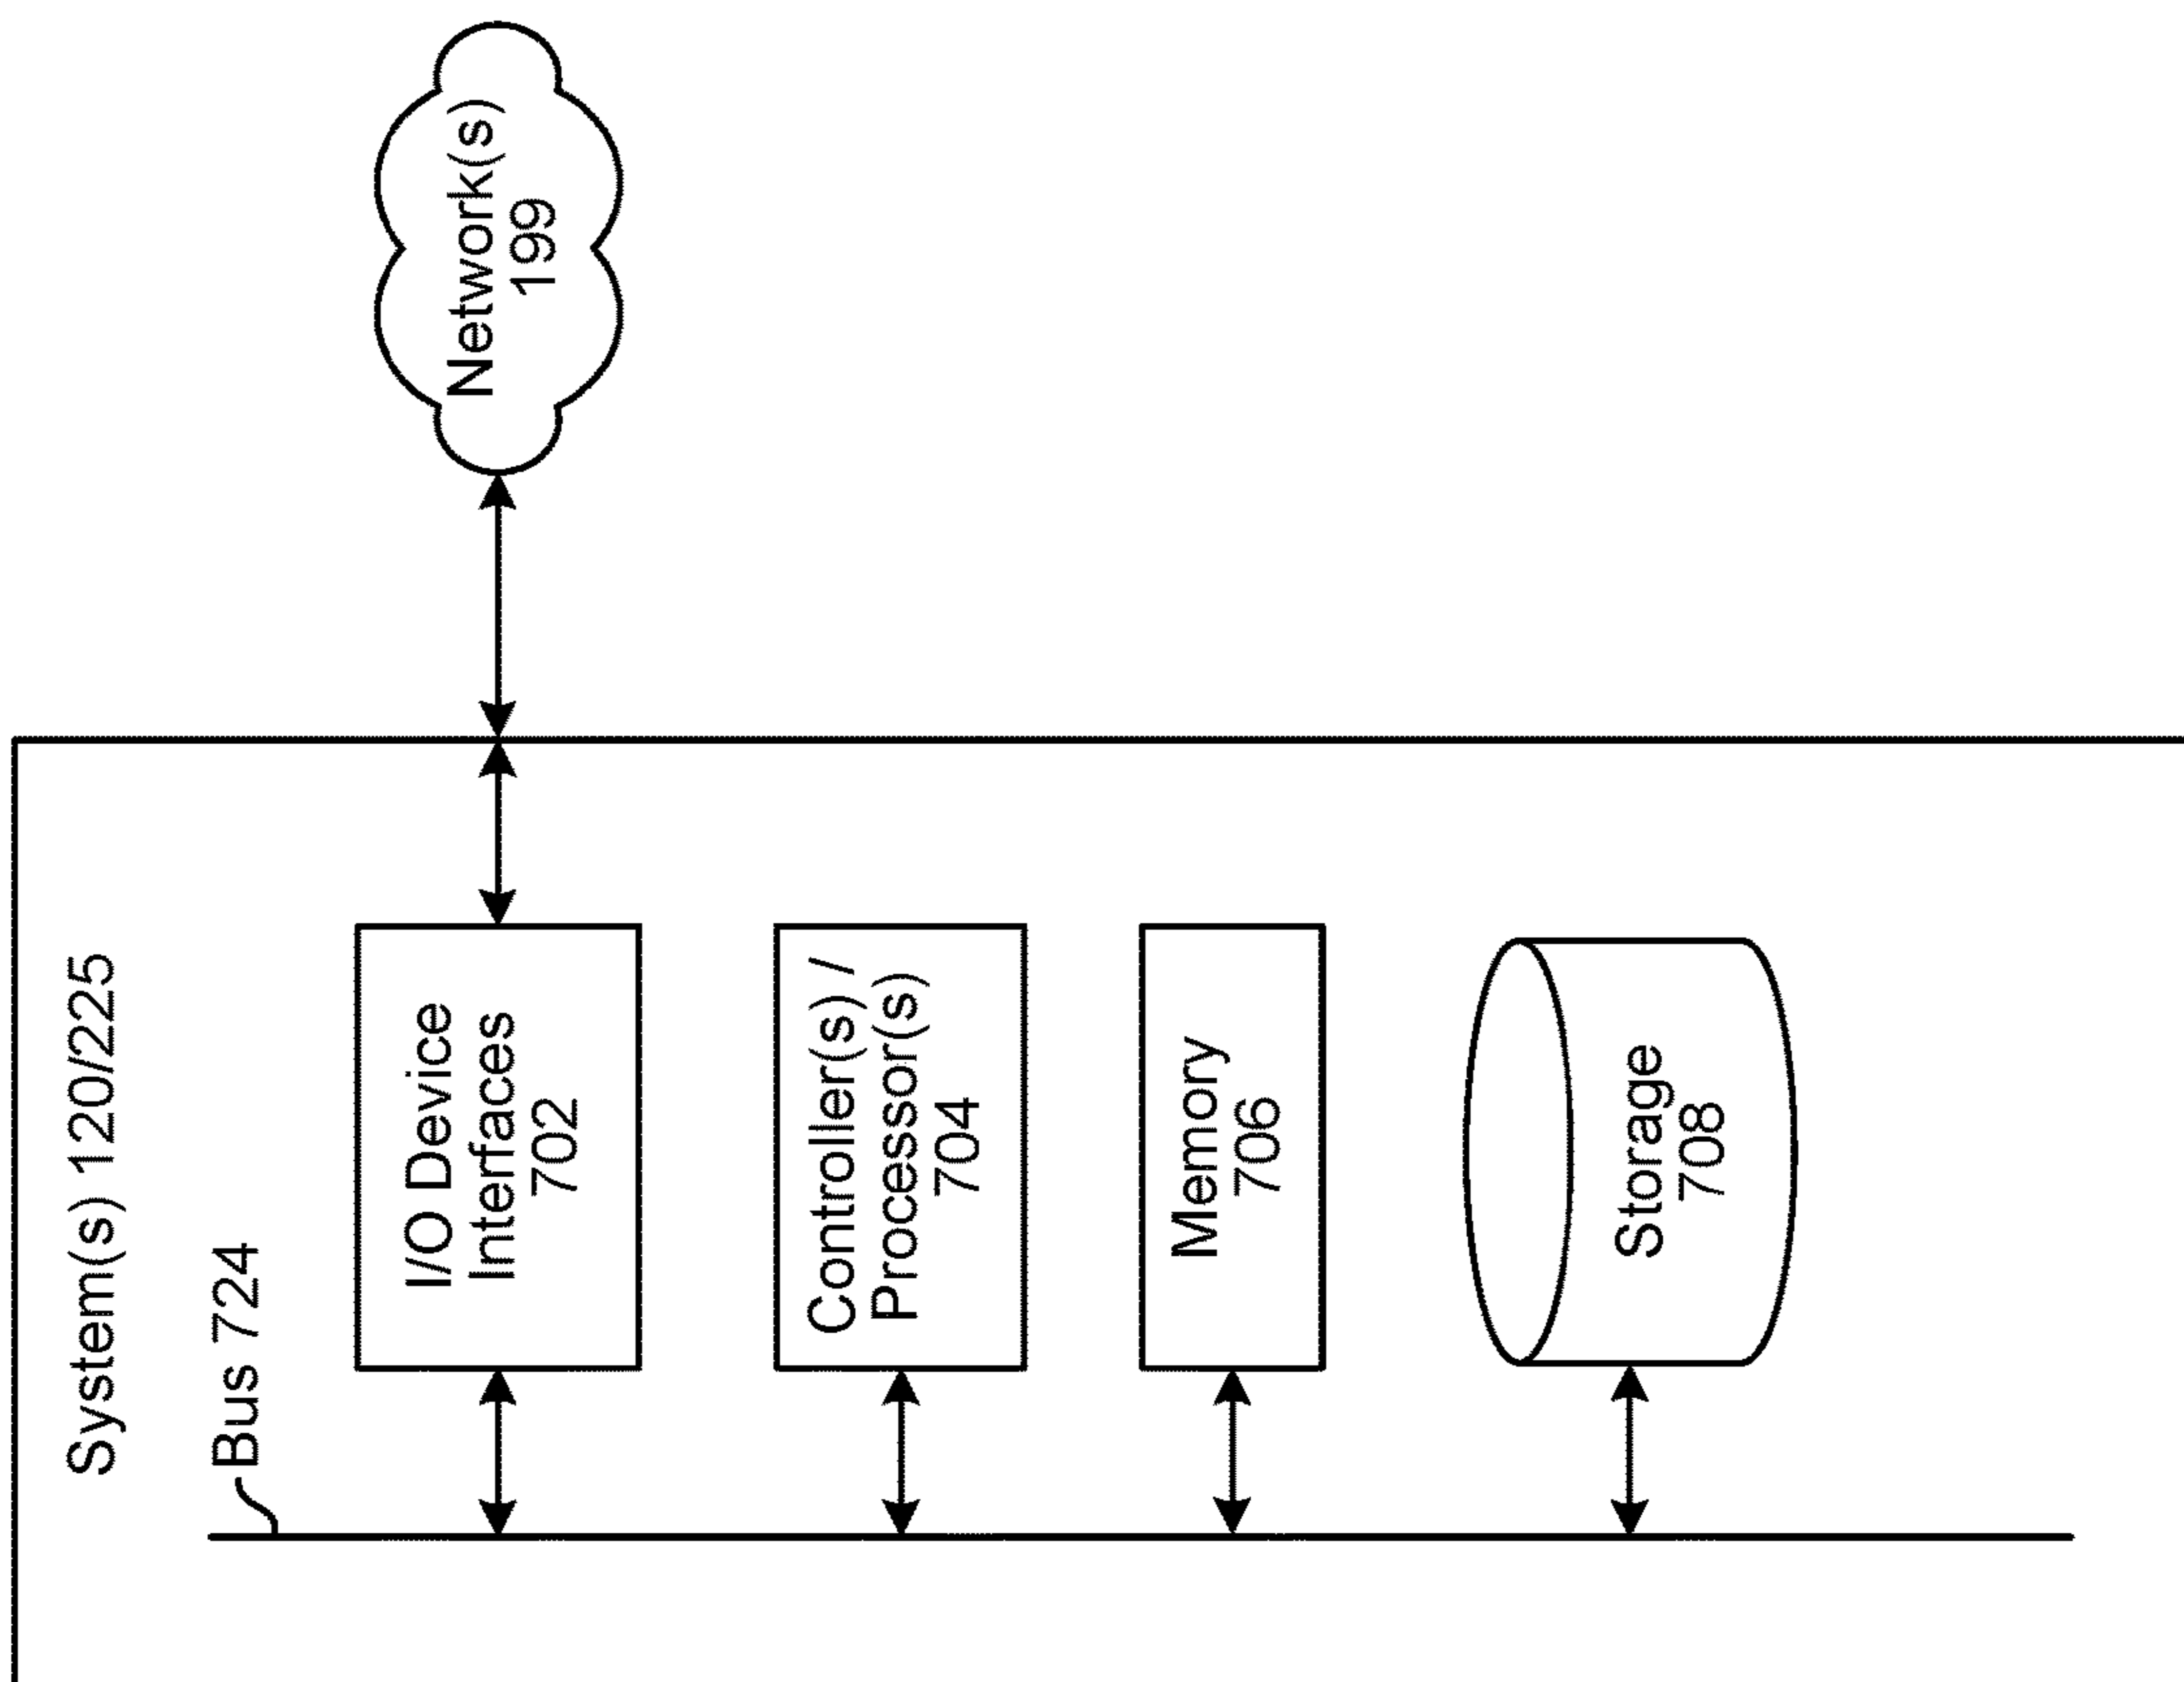 System(s) 120/225
Bus 724
I/O Device
Interfaces
702
Network(s)
199
Controller(s) /
Processor(s)
704
Memory
706
Storage
708